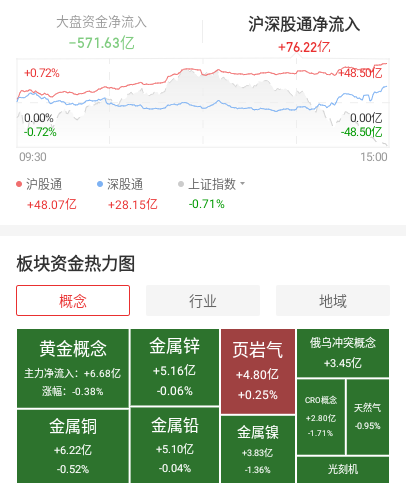 大盘资金净流入
-571.63亿
沪深股通净流入
+76.22亿
+0.72%
+48.50亿
0.00%
0.00亿
-0.72%
-48.50亿
09:30
15:00
沪股通
深股通
上证指数
+48.07亿
+28.15亿
-0.71%
板块资金热力图
概念
行业
地域
黄金概念
主力净流入：+6.68亿
涨幅：-0.38%
金属锌
+5.16亿
-0.06%
页岩气
+4.80亿
+0.25%
俄乌冲突概念
+3.45亿
金属铜
+6.22亿
-0.52%
金属铅
+5.10亿
-0.04%
金属镍
+3.83亿
-1.36%
CRO概念
+2.80亿
-1.71%
天然气
-0.95%
光刻机